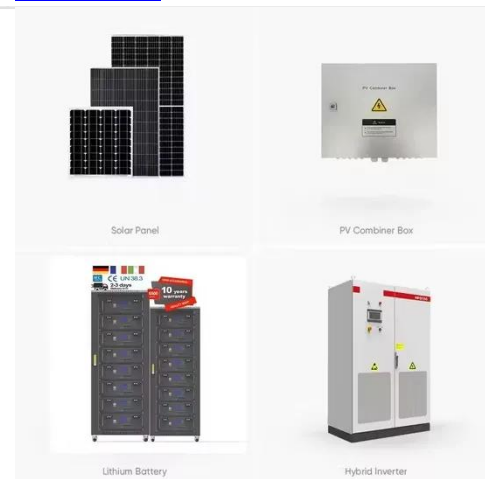 PV Combiner Box
Solar Panel
PV Combiner Box
CE UN38.3
2-3 days
10 years
warranty
Lithium Battery
Hybrid Inverter